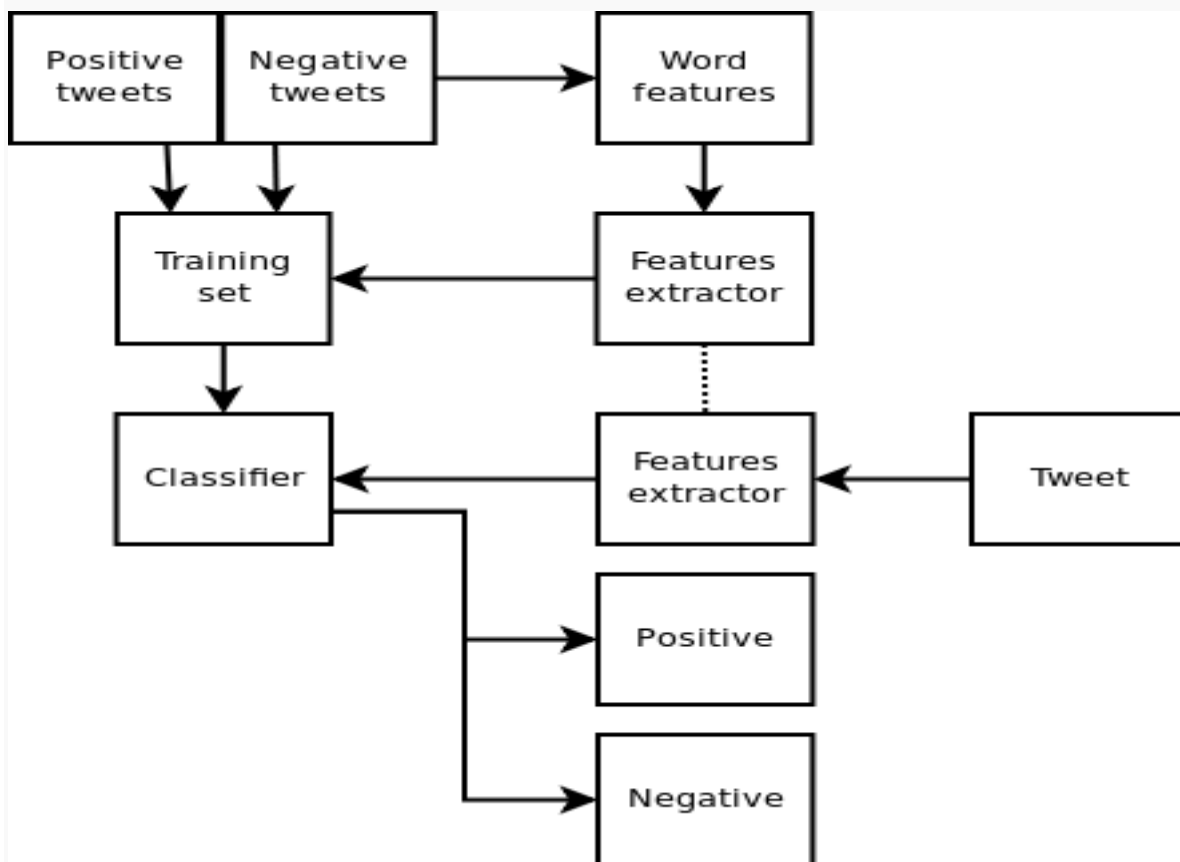 Positive
tweets
Negative
tweets
Word
features
Training
set
Features
extractor
Classifier
Features
extractor
Tweet
Positive
Negative